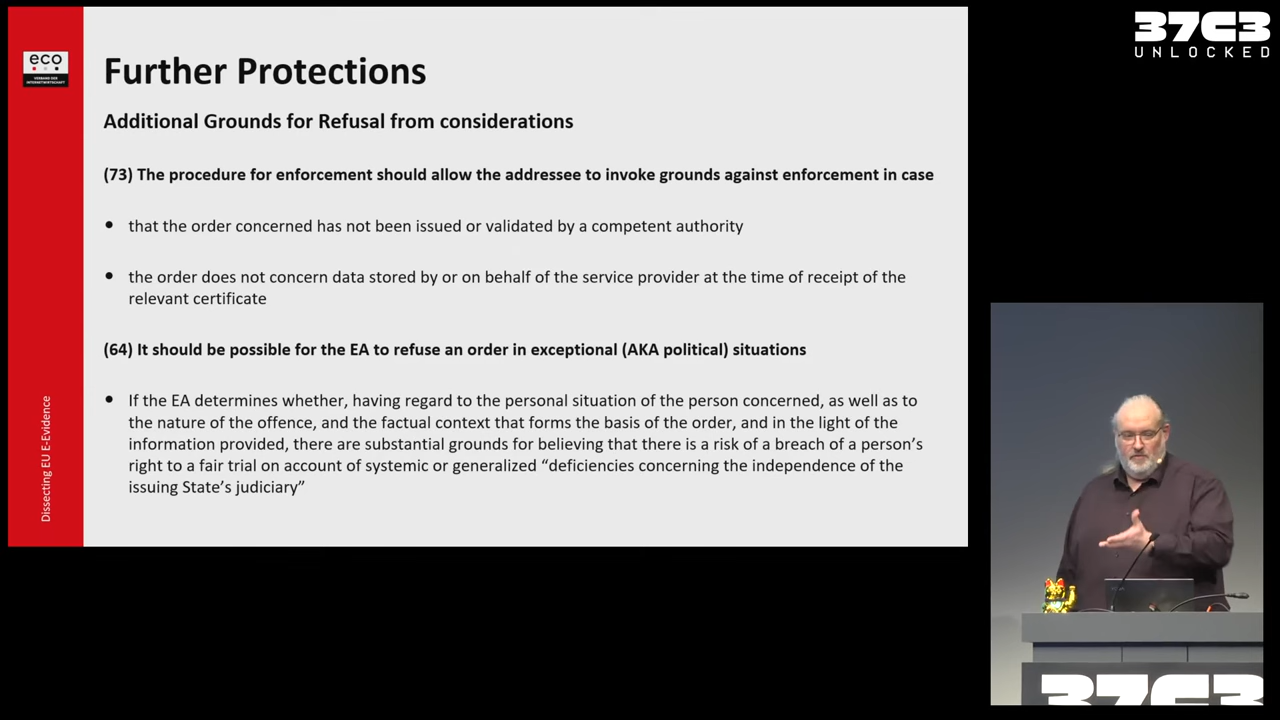 37C3
UNLOCKED
eco
VERBAND DER
INTERNETWIRTSCHAFT
Further Protections
Additional Grounds for Refusal from considerations
(73) The procedure for enforcement should allow the addressee to invoke grounds against enforcement in case
• that the order concerned has not been issued or validated by a competent authority
• the order does not concern data stored by or on behalf of the service provider at the time of receipt of the
relevant certificate
(64) It should be possible for the EA to refuse an order in exceptional (AKA political) situations
• If the EA determines whether, having regard to the personal situation of the person concerned, as well as to
the nature of the offence, and the factual context that forms the basis of the order, and in the light of the
information provided, there are substantial grounds for believing that there is a risk of a breach of a person’s
right to a fair trial on account of systemic or generalized “deficiencies concerning the independence of the
issuing State’s judiciary”
Dissecting EU E-Evidence
37C3